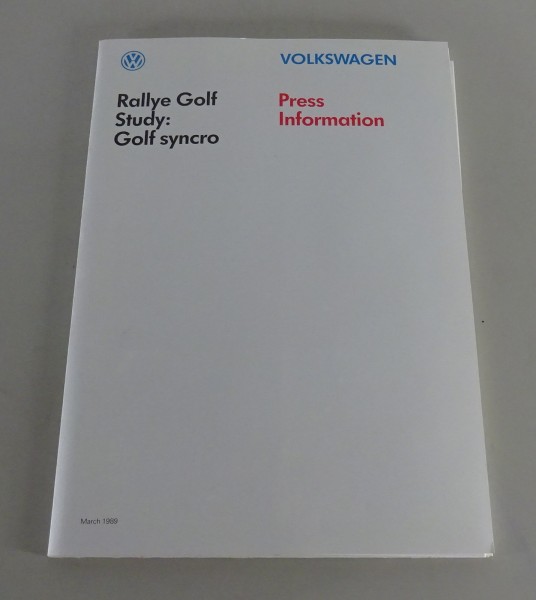 VOLKSWAGEN
Rallye Golf
Study:
Golf syncro
Press
Information
March 1989